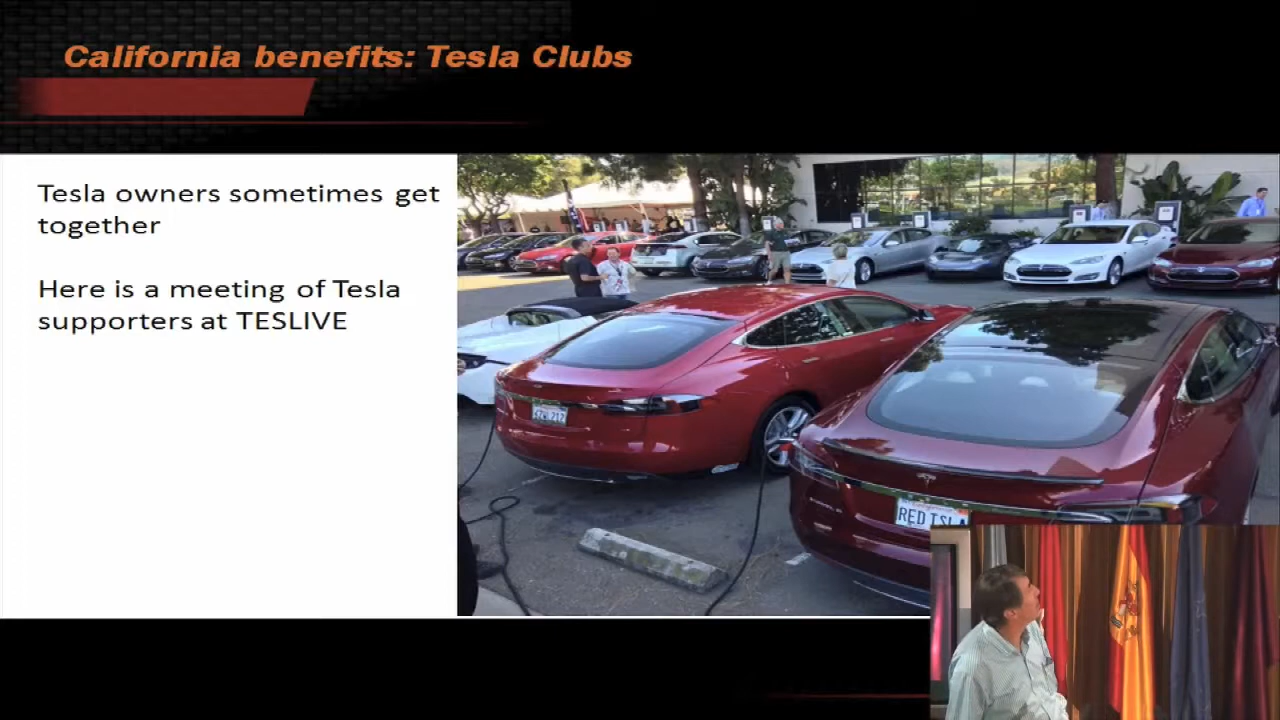 California benefits: Tesla Clubs
Tesla owners sometimes get
together
Here is a meeting of Tesla
supporters at TESLIVE
RED TSLA